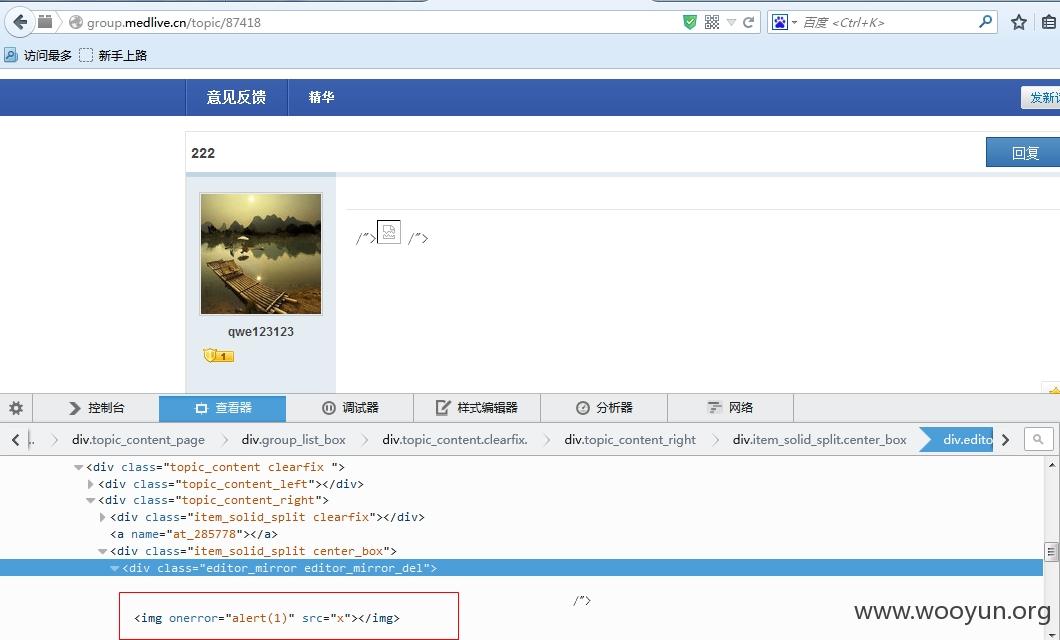 group.medlive.cn/topic/87418
百度 <Ctrl+K>
访问最多 新手上路
意见反馈 精华
222
回复
/"> />
qwe123123
1
控制台 查看器 调试器 样式编辑器 分析器 网络
div.topic_content_page div.group_list_box div.topic_content.clearfix. div.topic_content_right div.item_solid_split.center_box div.edito
<div class="topic_content clearfix ">
<div class="topic_content_left"></div>
<div class="topic_content_right">
<div class="item_solid_split clearfix"></div>
<a name="at_285778"></a>
<div class="item_solid_split center_box">
<div class="editor_mirror editor_mirror_del">
/">
<img onerror="alert(1)" src="x"></img>
www.wooyun.org